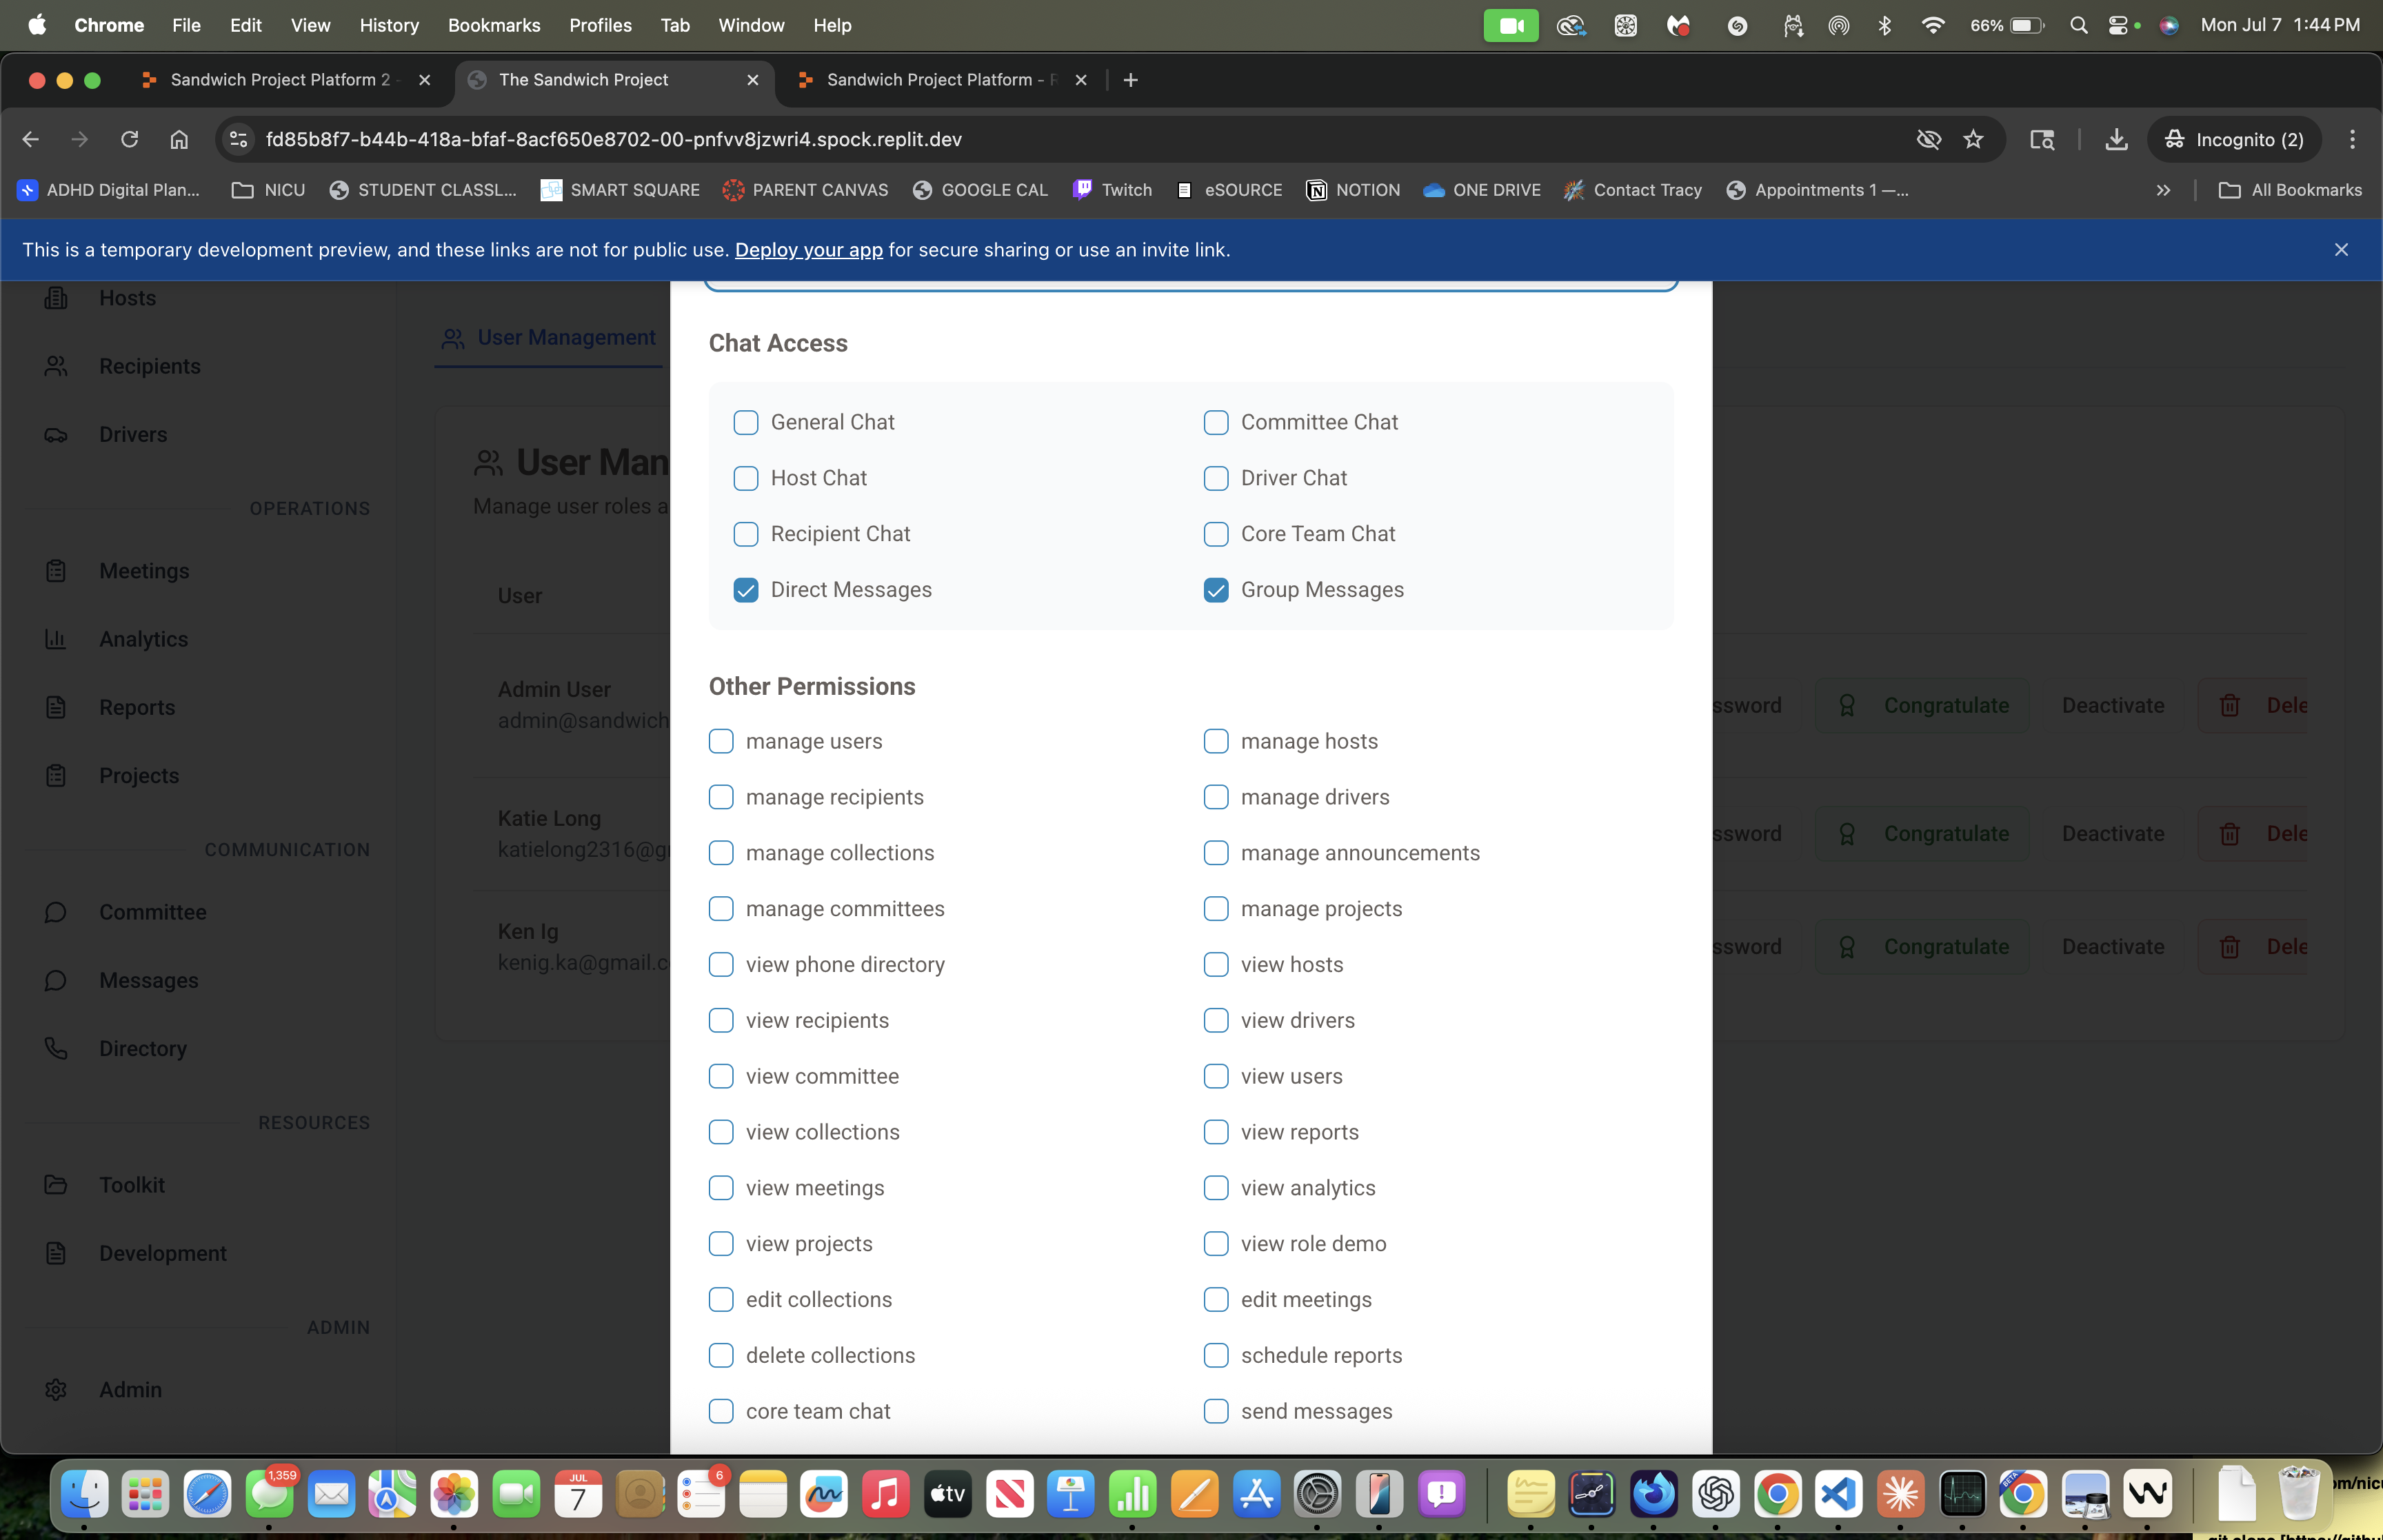 Chrome File Edit View History Bookmarks Profiles Tab Window Help 66% Mon Jul 7 1:44 PM
Sandwich Project Platform 2 - The Sandwich Project Sandwich Project Platform - R
fd85b8f7-b44b-418a-bfaf-8acf650e8702-00-pnfvv8jzwri4.spock.replit.dev Incognito (2)
ADHD Digital Plan... NICU STUDENT CLASSL... SMART SQUARE PARENT CANVAS GOOGLE CAL Twitch eSOURCE NOTION ONE DRIVE Contact Tracy Appointments 1 —... All Bookmarks
This is a temporary development preview, and these links are not for public use. Deploy your app for secure sharing or use an invite link.
Hosts
Recipients
Drivers
OPERATIONS
Meetings
Analytics
Reports
Projects
COMMUNICATION
Committee
Messages
Directory
RESOURCES
Toolkit
Development
ADMIN
Admin
User Management
User Man
Manage user roles a
User
Admin User
admin@sandwich
Katie Long
katielong2316@g
Ken Ig
kenig.ka@gmail.c
Chat Access
General Chat Committee Chat
Host Chat Driver Chat
Recipient Chat Core Team Chat
Direct Messages Group Messages
Other Permissions
manage users manage hosts
manage recipients manage drivers
manage collections manage announcements
manage committees manage projects
view phone directory view hosts
view recipients view drivers
view committee view users
view collections view reports
view meetings view analytics
view projects view role demo
edit collections edit meetings
delete collections schedule reports
core team chat send messages
ssword Congratulate Deactivate Dele
ssword Congratulate Deactivate Dele
ssword Congratulate Deactivate Dele
1,359 JUL 7 6 tv BETA
om/nicu